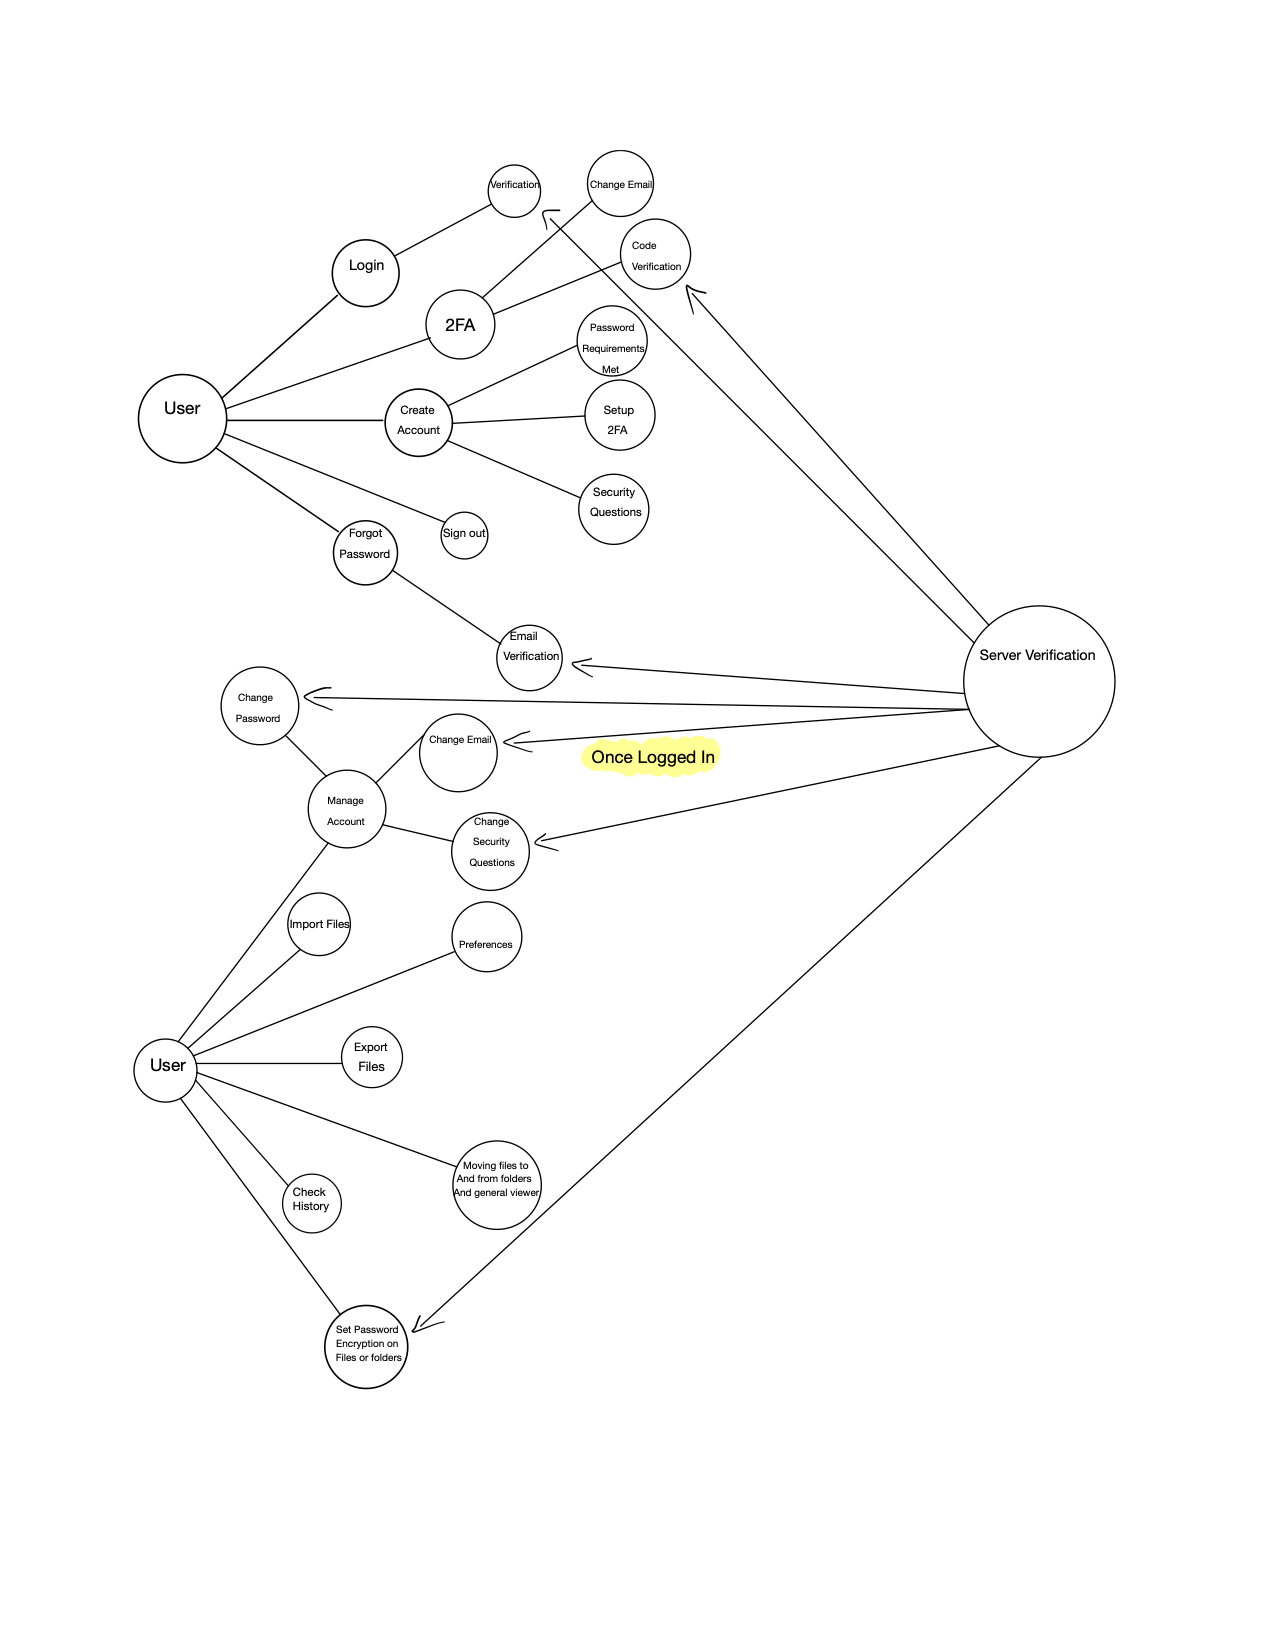 Verification
Change Email
Code
Verification
Login
2FA
Password
Requirements
Met
User
Create
Account
Setup
2FA
Security
Questions
Forgot
Password
Sign out
Email
Verification
Server Verification
Change
Password
Change Email
Once Logged In
Manage
Account
Change
Security
Questions
Import Files
Preferences
User
Export
Files
Moving files to
And from folders
And general viewer
Check
History
Set Password
Encryption on
Files or folders